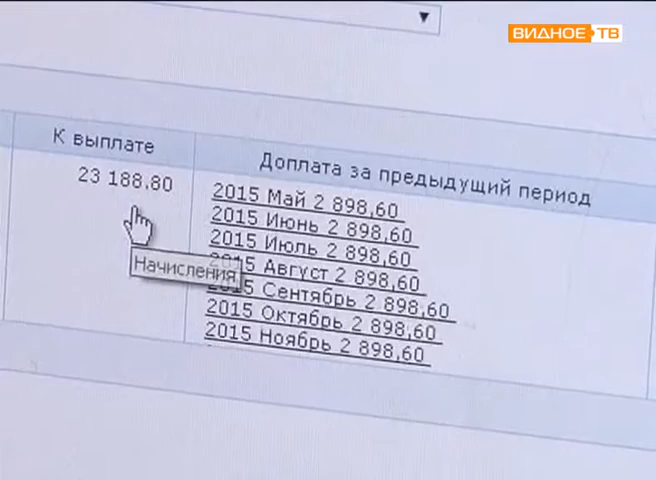 ВИДНОЕ ТВ
К выплате
Доплата за предыдущий период
23 188.80
2015 Май 2 898,60
2015 Июнь 2 898,60
2015 Июль 2 898,60
Начисления
5 Август 2 898,60
5 Сентябрь 2 898,60
2015 Октябрь 2 898,60
2015 Ноябрь 2 898,60